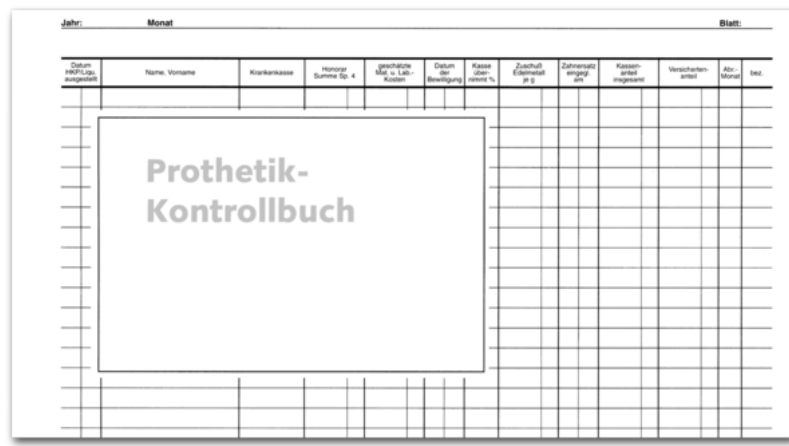 Jahr: Monat Blatt:
Datum
HKP/Liqu.
ausgestellt
Name, Vorname
Krankenkasse
Honorar
Summe Sp. 4
geschätzte
Mat. u. Lab.-
Kosten
Datum
der
Bewilligung
Kasse
über-
nimmt %
Zuschuß
Edelmetall
je g
Zahnersatz
eingegl.
am
Kassen-
anteil
insgesamt
Versicherten-
anteil
Abr.-
Monat
bez.
Prothetik-
Kontrollbuch